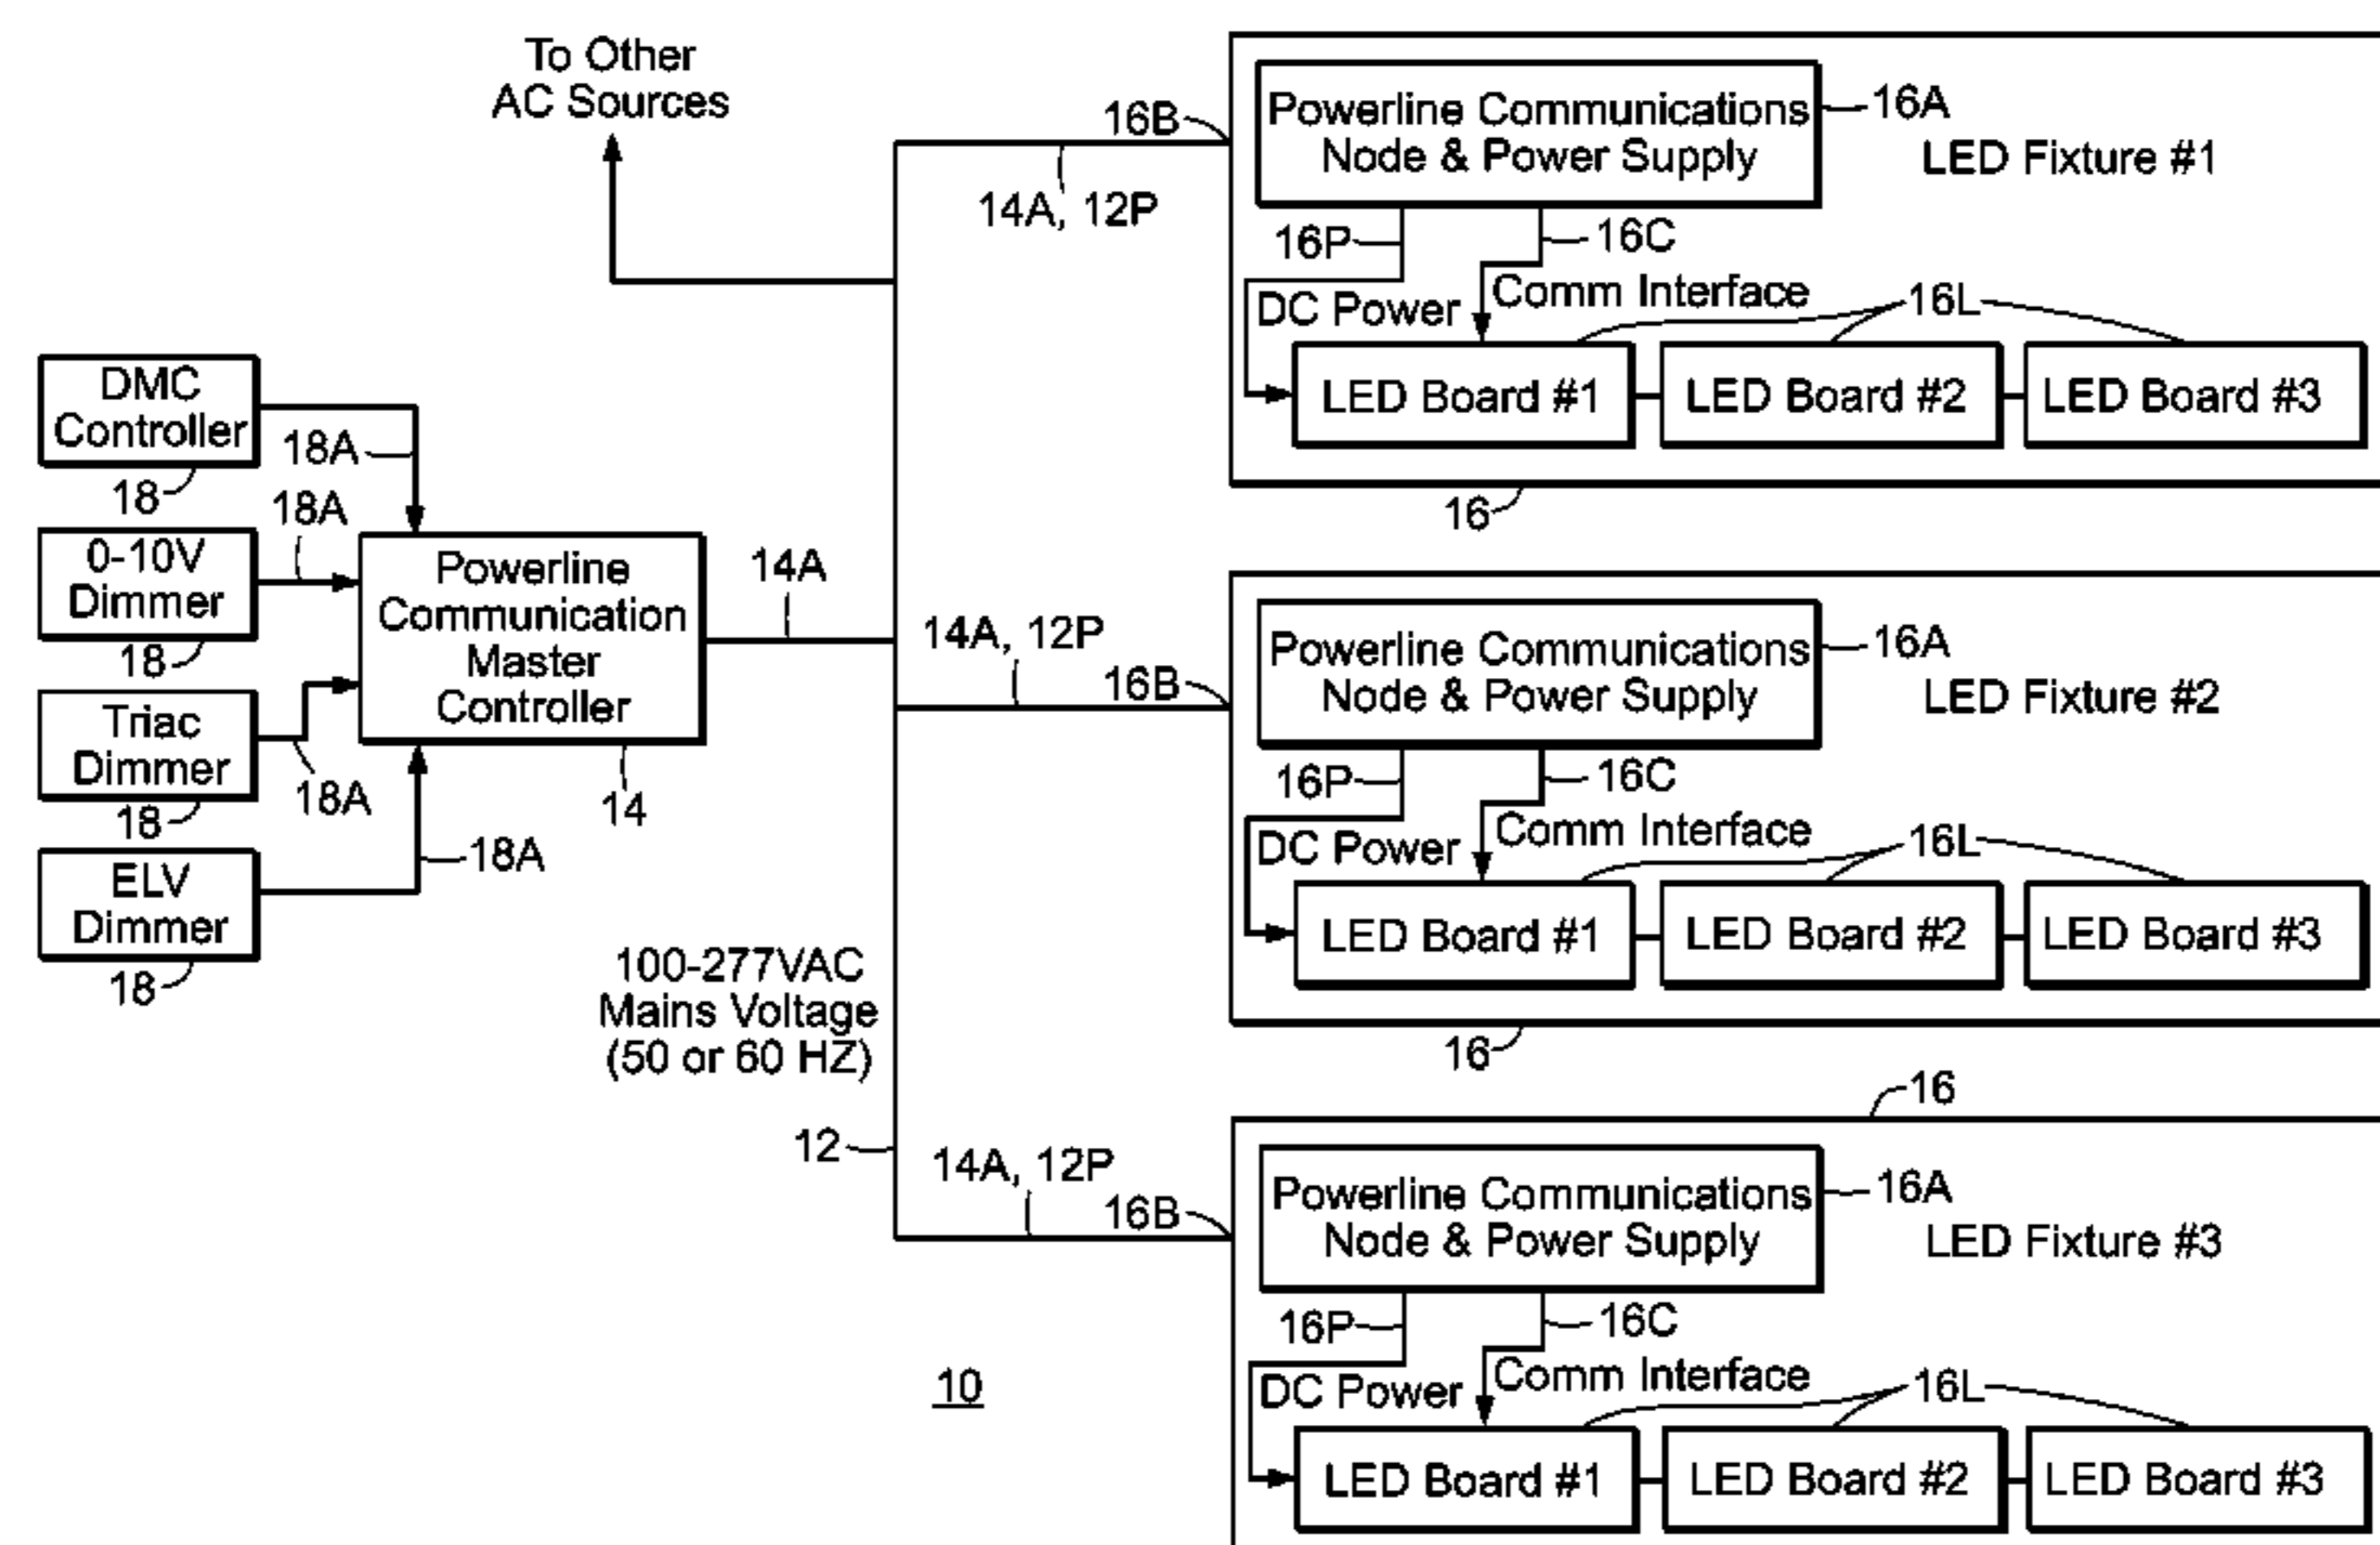 To Other
AC Sources
DMC
Controller
18A
18
0-10V
Dimmer
18A
18
Triac
Dimmer
18A
18
ELV
Dimmer
18A
18
Powerline
Communication
Master
Controller
14
14A
100-277VAC
Mains Voltage
(50 or 60 HZ)
12
10
14A, 12P
16B
Powerline Communications
Node & Power Supply
16A
LED Fixture #1
16P
16C
DC Power
Comm Interface
16L
LED Board #1
LED Board #2
LED Board #3
16
14A, 12P
16B
Powerline Communications
Node & Power Supply
16A
LED Fixture #2
16P
16C
DC Power
Comm Interface
16L
LED Board #1
LED Board #2
LED Board #3
16
16
14A, 12P
16B
Powerline Communications
Node & Power Supply
16A
LED Fixture #3
16P
16C
DC Power
Comm Interface
16L
LED Board #1
LED Board #2
LED Board #3